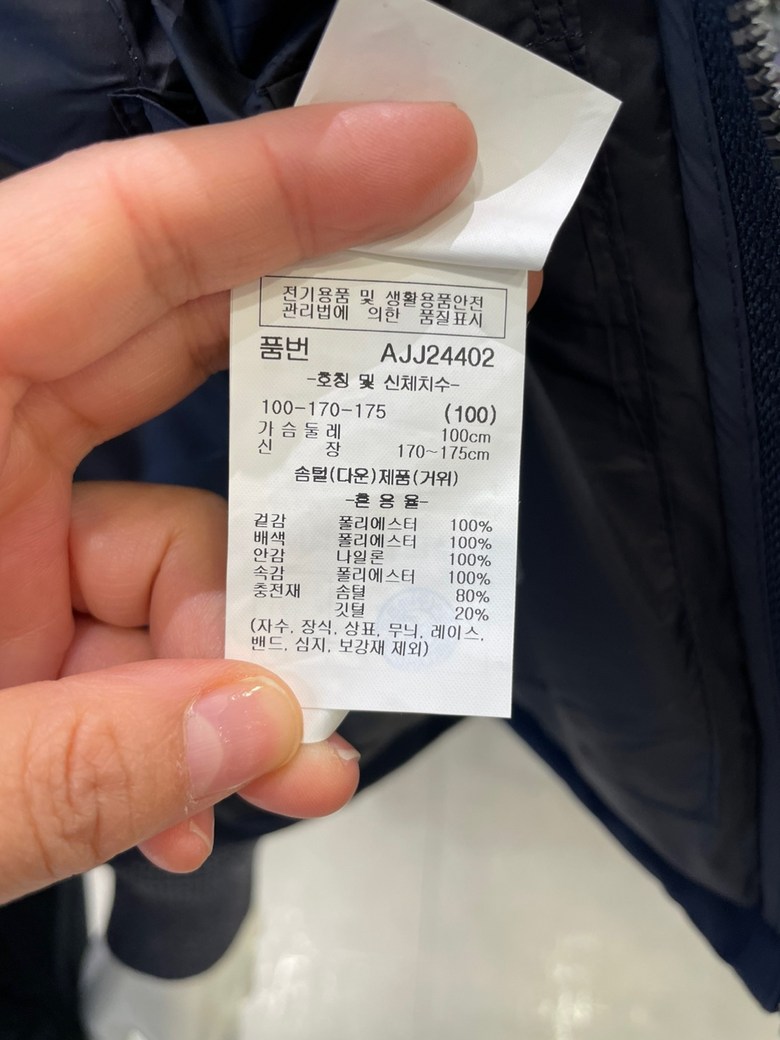 전기용품 및 생활용품안전
관리법에 의한 품질표시
품번 AJJ24402
-호칭 및 신체치수-
100-170-175 (100)
가슴둘레 100cm
신 장 170~175cm
솜털(다운)제품(거위)
-혼용율-
겉감 폴리에스터 100%
배색 폴리에스터 100%
안감 나일론 100%
속감 폴리에스터 100%
충전재 솜털 80%
깃털 20%
(자수, 장식, 상표, 무늬, 레이스,
밴드, 심지, 보강재 제외)